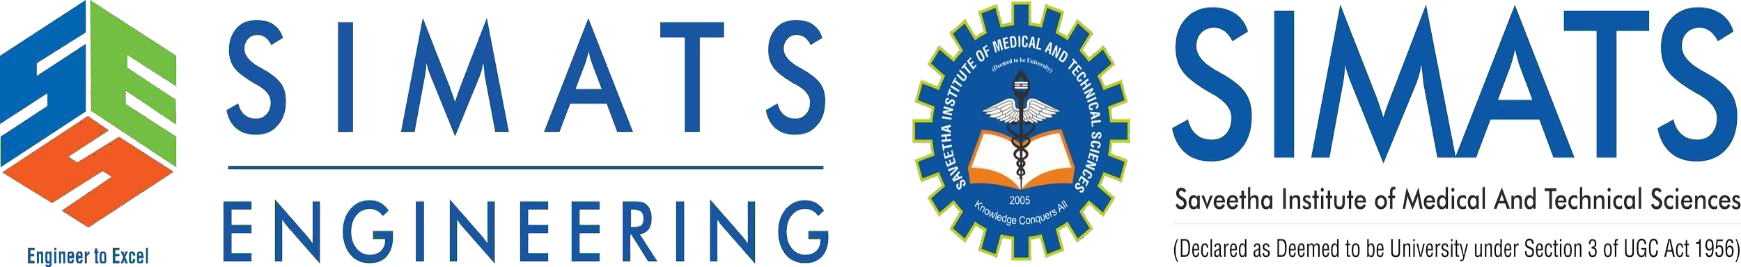 SES
Engineer to Excel
SIMATS
ENGINEERING
SAVEETHA INSTITUTE OF MEDICAL AND TECHNICAL SCIENCES
(Deemed to be University)
2005
Knowledge Conquers All
SIMATS
Saveetha Institute of Medical And Technical Sciences
(Declared as Deemed to be University under Section 3 of UGC Act 1956)